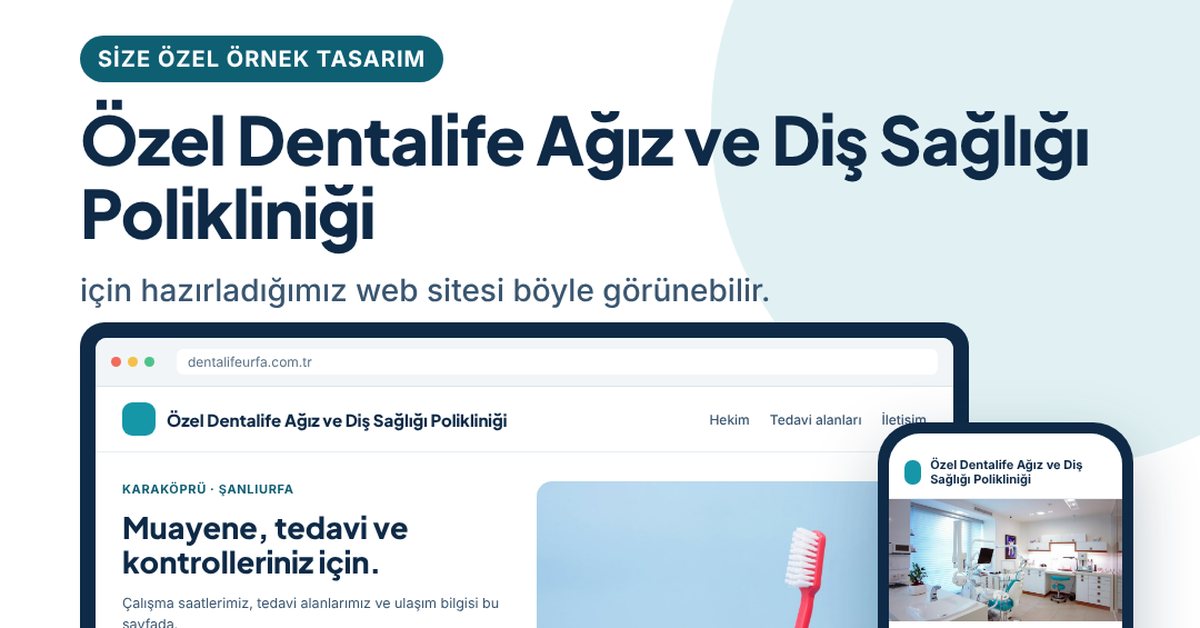 SİZE ÖZEL ÖRNEK TASARIM
Özel Dentalife Ağız ve Diş Sağlığı
Polikliniği
için hazırladığımız web sitesi böyle görünebilir.
dentalifeurfa.com.tr
Özel Dentalife Ağız ve Diş Sağlığı Polikliniği
Hekim Tedavi alanları İletişim
KARAKÖPRÜ · ŞANLIURFA
Muayene, tedavi ve
kontrolleriniz için.
Çalışma saatlerimiz, tedavi alanlarımız ve ulaşım bilgisi bu
sayfada.
Özel Dentalife Ağız ve Diş
Sağlığı Polikliniği